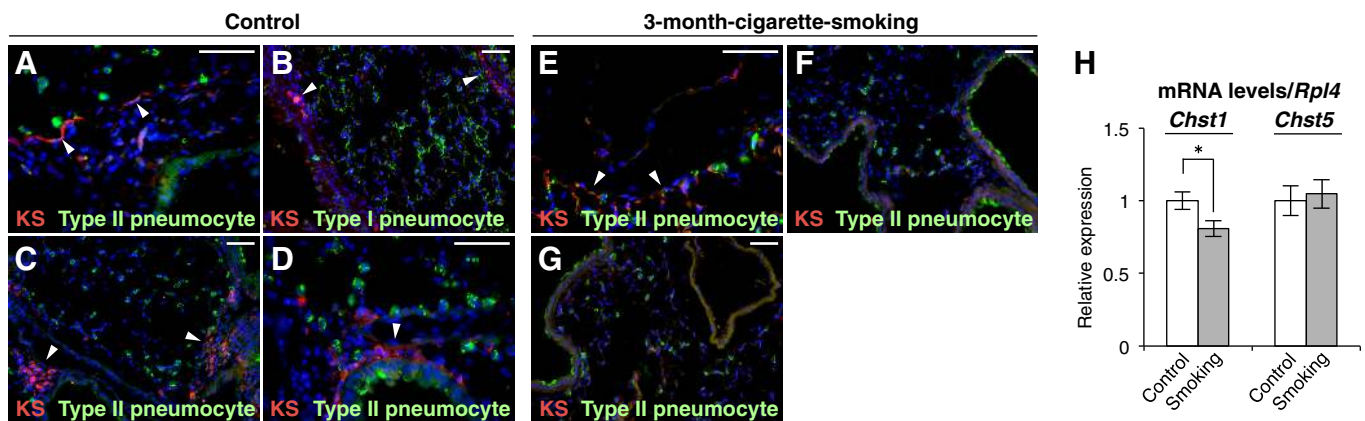 Control
3-month-cigarette-smoking
A
KS Type II pneumocyte
B
KS Type I pneumocyte
C
KS Type II pneumocyte
D
KS Type II pneumocyte
E
KS Type II pneumocyte
F
KS Type II pneumocyte
G
KS Type II pneumocyte
H
mRNA levels/Rpl4
Chst1 Chst5
Relative expression
1.5
1
0.5
0
*
Control
Smoking
Control
Smoking